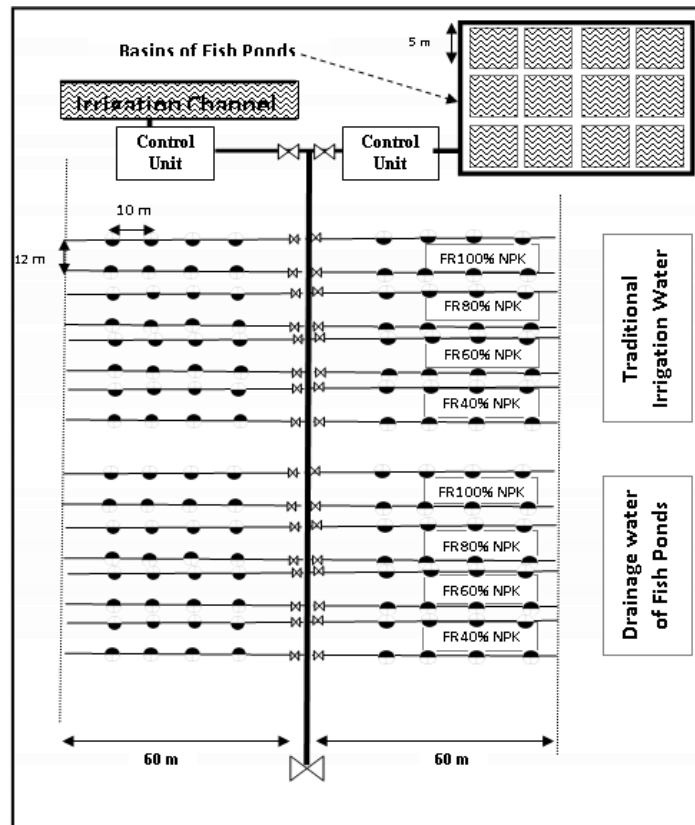 5 m
Basins of Fish Ponds
Irrigation Channel
Control
Unit
Control
Unit
10 m
12 m
FR100% NPK
FR80% NPK
FR60% NPK
FR40% NPK
Traditional
Irrigation Water
FR100% NPK
FR80% NPK
FR60% NPK
FR40% NPK
Drainage water
of Fish Ponds
60 m
60 m